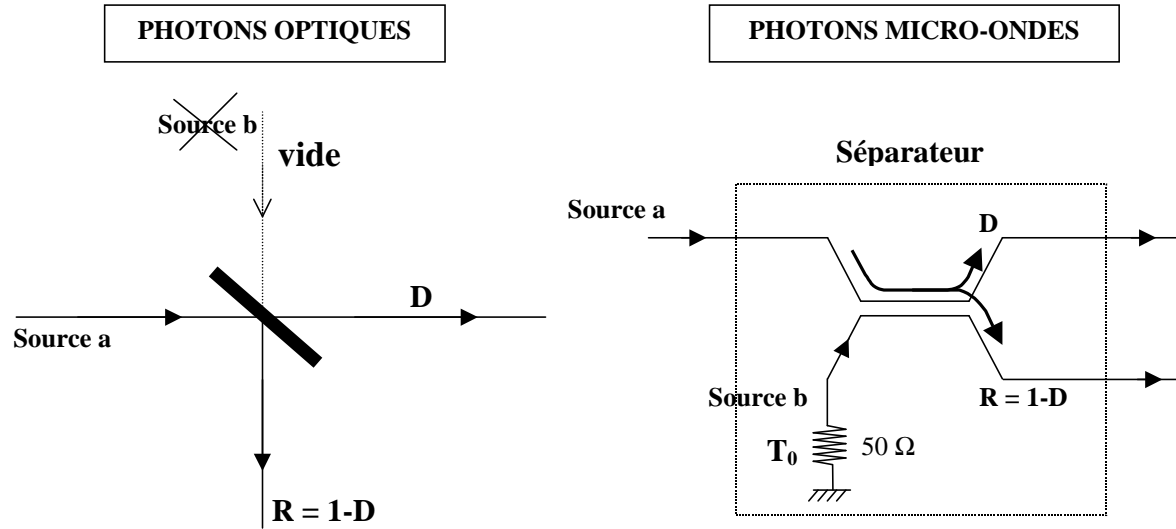 PHOTONS OPTIQUES
Source b
vide
D
Source a
R = 1-D
PHOTONS MICRO-ONDES
Séparateur
Source a
D
Source b
R = 1-D
T₀ 50 Ω